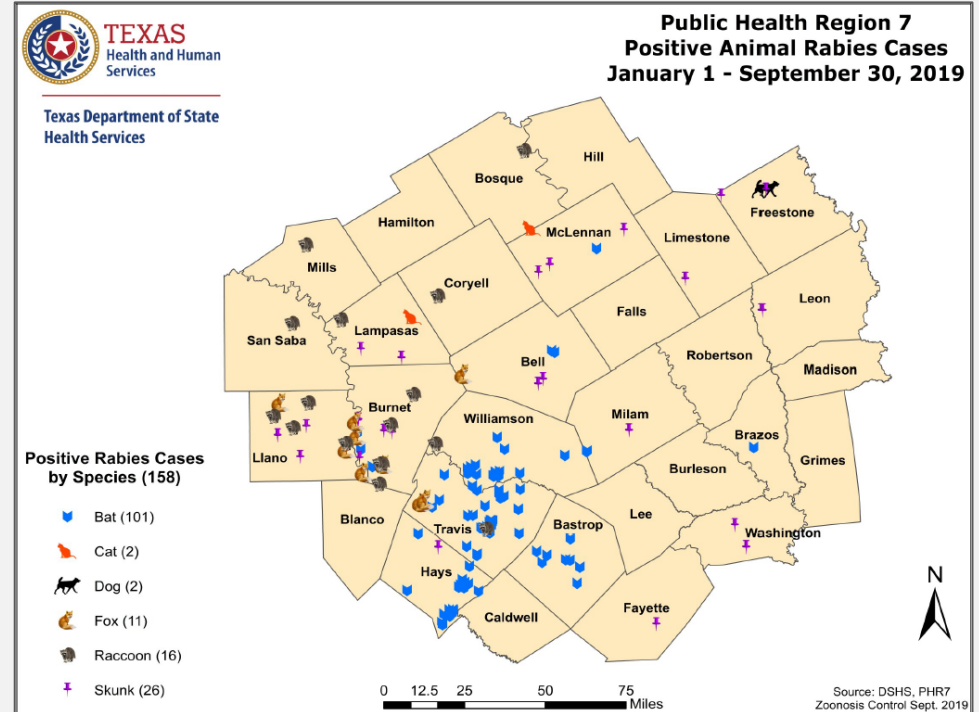 TEXAS
Health and Human
Services
Texas Department of State
Health Services
Public Health Region 7
Positive Animal Rabies Cases
January 1 - September 30, 2019
Hill
Bosque
Freestone
Hamilton
McLennan
Limestone
Mills
Coryell
Leon
Falls
Lampasas
San Saba
Robertson
Bell
Madison
Burnet
Williamson
Milam
Brazos
Llano
Grimes
Burleson
Blanco
Lee
Travis
Bastrop
Washington
Hays
Fayette
Caldwell
Positive Rabies Cases
by Species (158)
Bat (101)
Cat (2)
Dog (2)
Fox (11)
Raccoon (16)
Skunk (26)
N
0 12.5 25 50 75
Miles
Source: DSHS, PHR7
Zoonosis Control Sept. 2019